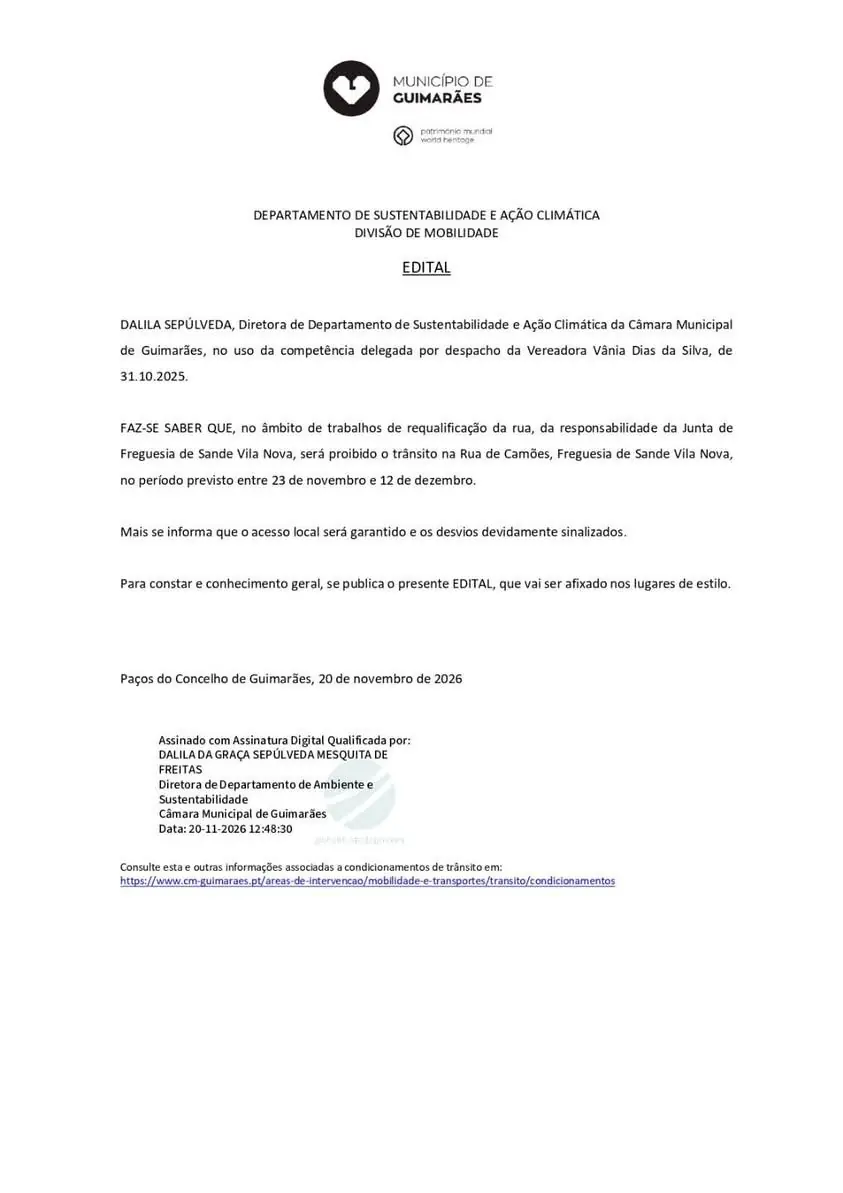 MUNICÍPIO DE
GUIMARÃES
património mundial
world heritage
DEPARTAMENTO DE SUSTENTABILIDADE E AÇÃO CLIMÁTICA
DIVISÃO DE MOBILIDADE
EDITAL
DALILA SEPÚLVEDA, Diretora de Departamento de Sustentabilidade e Ação Climática da Câmara Municipal
de Guimarães, no uso da competência delegada por despacho da Vereadora Vânia Dias da Silva, de
31.10.2025.
FAZ-SE SABER QUE, no âmbito de trabalhos de requalificação da rua, da responsabilidade da Junta de
Freguesia de Sande Vila Nova, será proibido o trânsito na Rua de Camões, Freguesia de Sande Vila Nova,
no período previsto entre 23 de novembro e 12 de dezembro.
Mais se informa que o acesso local será garantido e os desvios devidamente sinalizados.
Para constar e conhecimento geral, se publica o presente EDITAL, que vai ser afixado nos lugares de estilo.
Paços do Concelho de Guimarães, 20 de novembro de 2026
Assinado com Assinatura Digital Qualificada por:
DALILA DA GRAÇA SEPÚLVEDA MESQUITA DE
FREITAS
Diretora de Departamento de Ambiente e
Sustentabilidade
Câmara Municipal de Guimarães
Data: 20-11-2026 12:48:30
Consulte esta e outras informações associadas a condicionamentos de trânsito em:
https://www.cm-guimaraes.pt/areas-de-intervencao/mobilidade-e-transportes/transito/condicionamentos